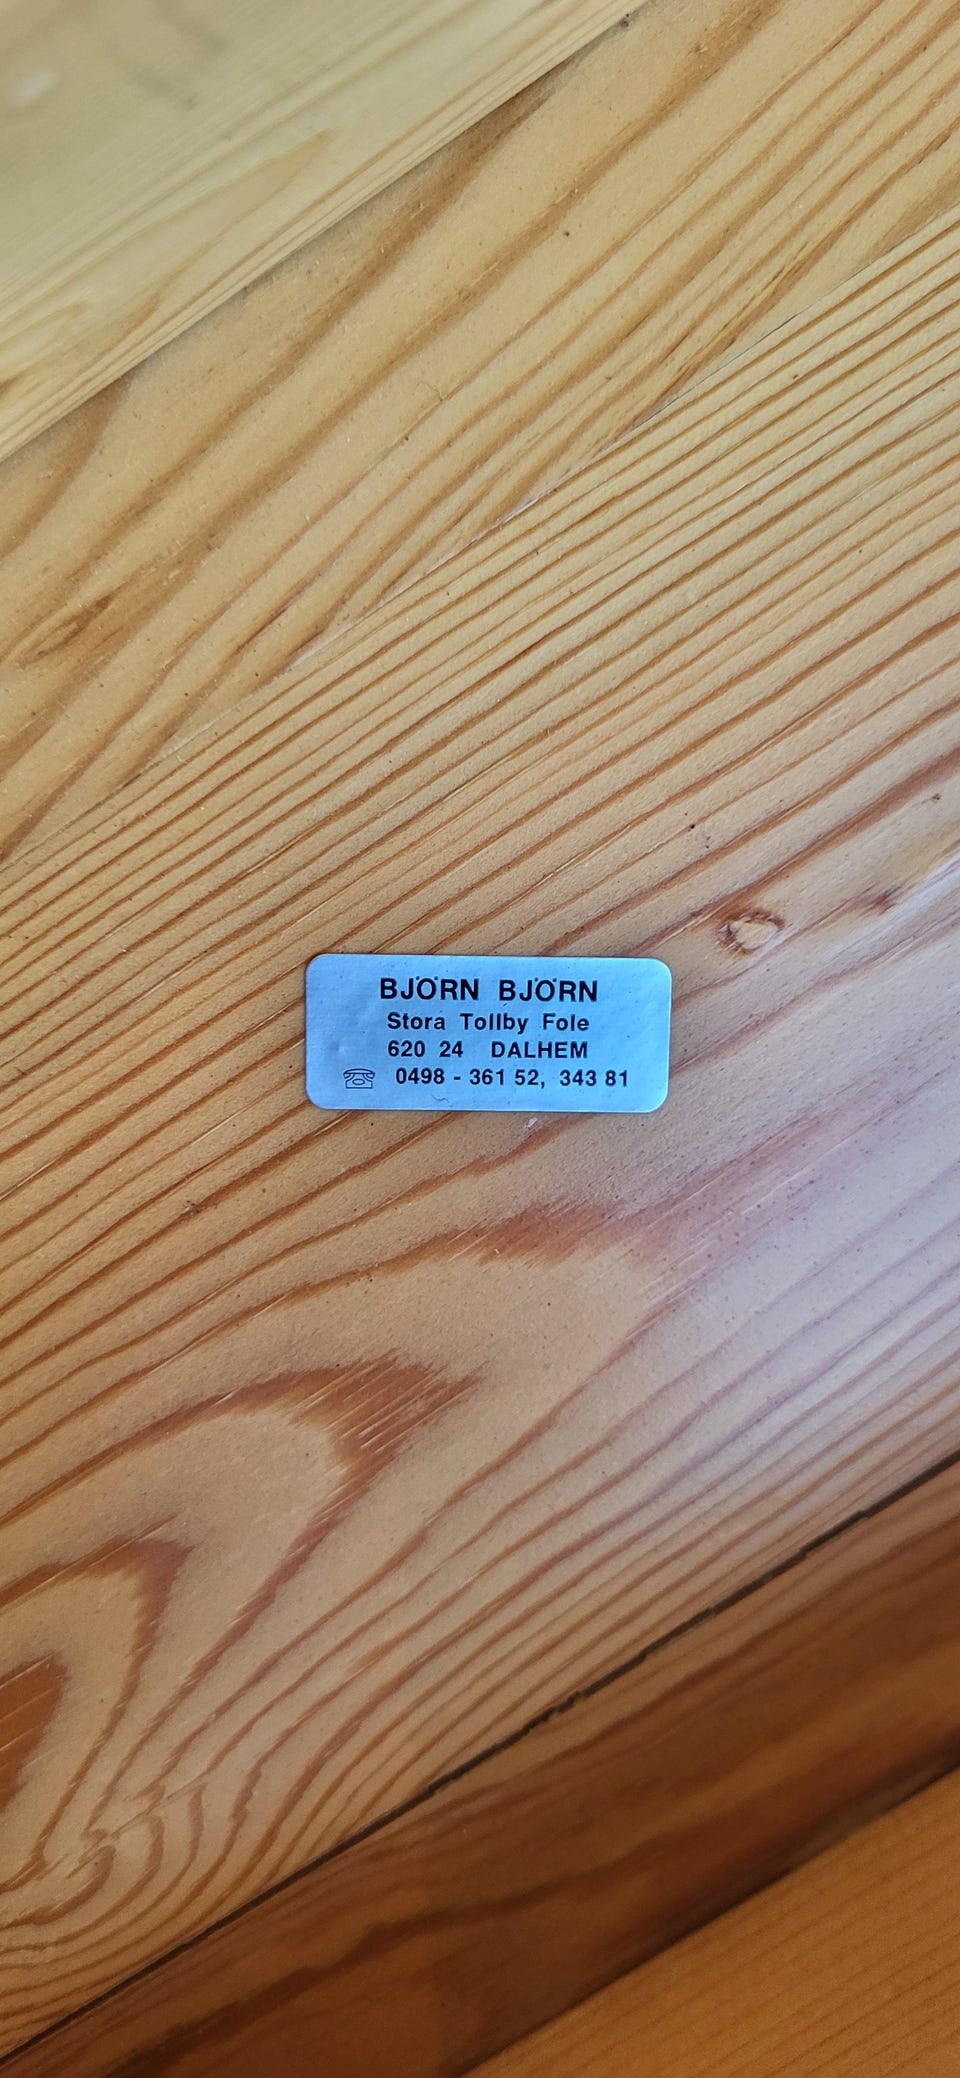 BJÖRN BJÖRN
Stora Tollby Fole
620 24 DALHEM
☎ 0498 - 361 52, 343 81